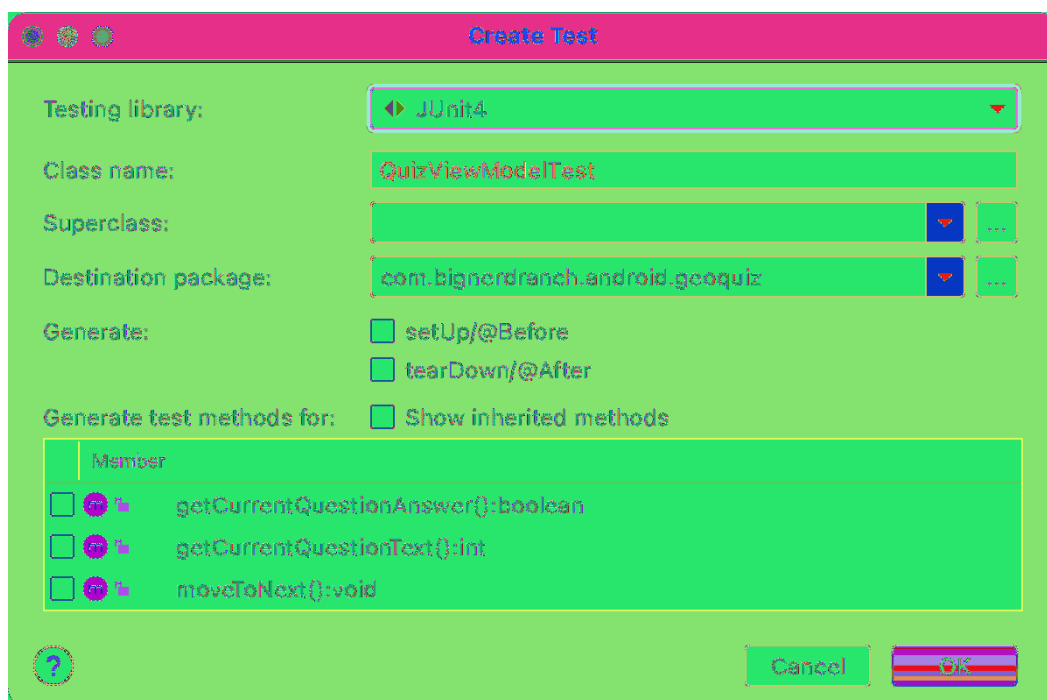 Create Test
Testing library: JUnit4
Class name: QuizViewModelTest
Superclass: ...
Destination package: com.bignerdranch.android.geoquiz ...
Generate: setUp/@Before
tearDown/@After
Generate test methods for: Show inherited methods
Member
m getCurrentQuestionAnswer():boolean
m getCurrentQuestionText():int
m moveToNext():void
? Cancel OK